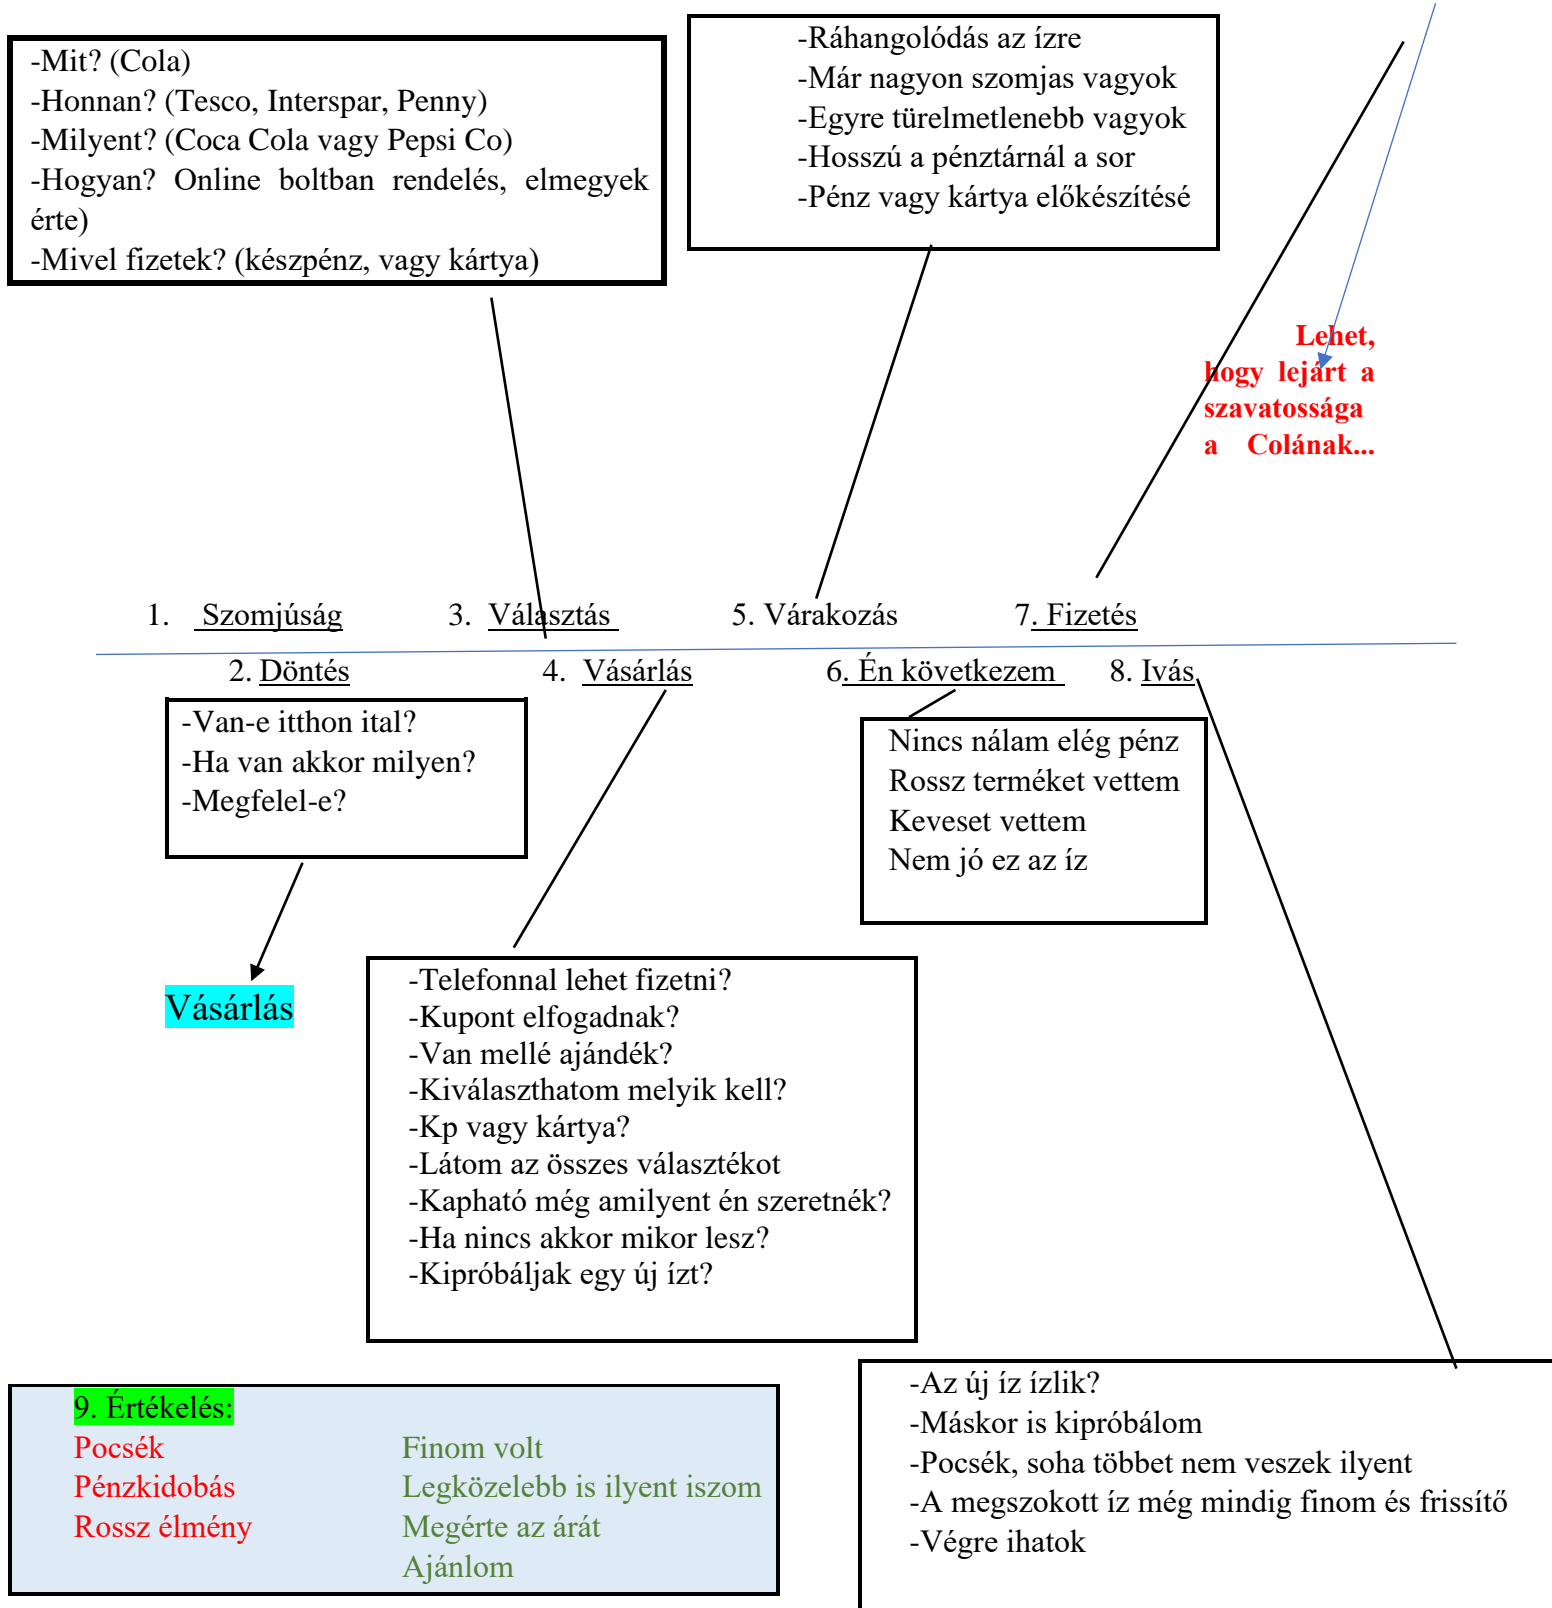 -Mit? (Cola)
-Honnan? (Tesco, Interspar, Penny)
-Milyent? (Coca Cola vagy Pepsi Co)
-Hogyan? Online boltban rendelés, elmegyek
érte)
-Mivel fizetek? (készpénz, vagy kártya)
-Ráhangolódás az ízre
-Már nagyon szomjas vagyok
-Egyre türelmetlenebb vagyok
-Hosszú a pénztárnál a sor
-Pénz vagy kártya előkészítésé
Lehet,
hogy lejárt a
szavatossága
a Colának...
1. Szomjúság
3. Választás
5. Várakozás
7. Fizetés
2. Döntés
4. Vásárlás
6. Én következem
8. Ivás
-Van-e itthon ital?
-Ha van akkor milyen?
-Megfelel-e?
Vásárlás
Nincs nálam elég pénz
Rossz terméket vettem
Keveset vettem
Nem jó ez az íz
-Telefonnal lehet fizetni?
-Kupont elfogadnak?
-Van mellé ajándék?
-Kiválaszthatom melyik kell?
-Kp vagy kártya?
-Látom az összes választékot
-Kapható még amilyent én szeretnék?
-Ha nincs akkor mikor lesz?
-Kipróbáljak egy új ízt?
9. Értékelés:
Pocsék
Pénzkidobás
Rossz élmény
Finom volt
Legközelebb is ilyent iszom
Megérte az árát
Ajánlom
-Az új íz ízlik?
-Máskor is kipróbálom
-Pocsék, soha többet nem veszek ilyent
-A megszokott íz még mindig finom és frissítő
-Végre ihatok